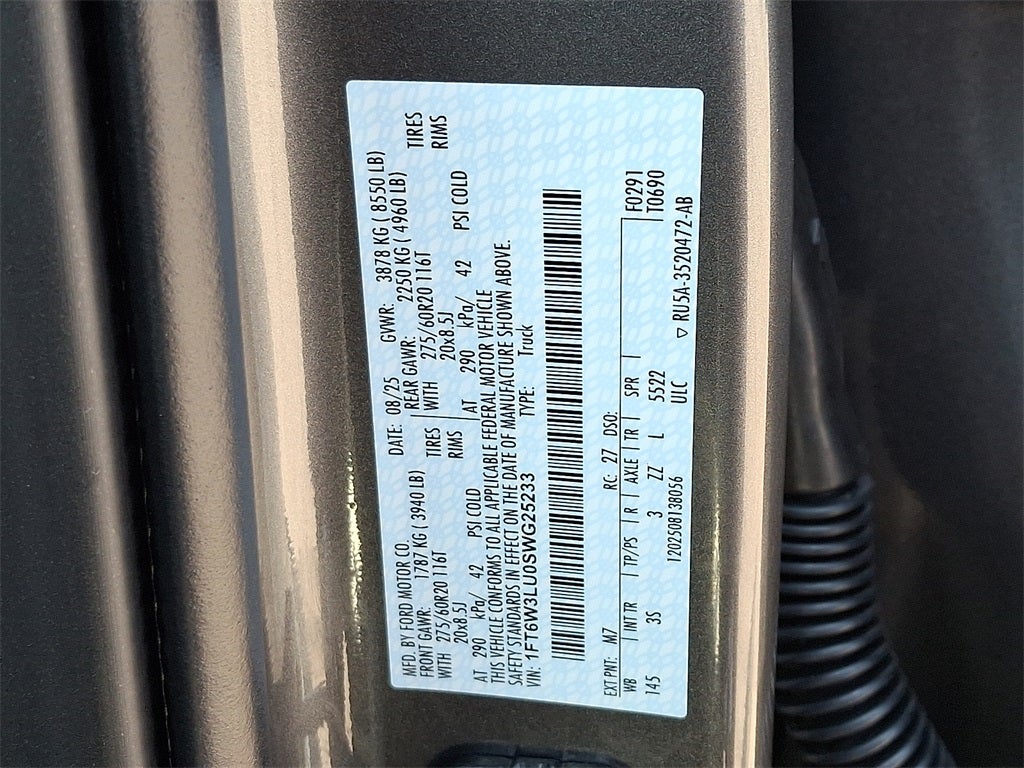 MFD. BY FORD MOTOR CO. DATE: 08/25 GVWR: 3878 KG ( 8550 LB)
FRONT GAWR: 1787 KG ( 3940 LB) REAR GAWR: 2250 KG ( 4960 LB)
WITH 275/60R20 116T TIRES WITH 275/60R20 116T TIRES
20x8.5J RIMS 20x8.5J RIMS
AT 290 kPa/ 42 PSI COLD AT 290 kPa/ 42 PSI COLD
THIS VEHICLE CONFORMS TO ALL APPLICABLE FEDERAL MOTOR VEHICLE
SAFETY STANDARDS IN EFFECT ON THE DATE OF MANUFACTURE SHOWN ABOVE.
VIN: 1FT6W3LU0SWG25233 TYPE: Truck
EXT PNT: M7 RC: 27 DSO: F0291
WB INT TR TP/PS R AXLE TR SPR T0690
145 3S 3 ZZ L 5522
1202508138056 ULC ▽ RU5A-3520472-AB